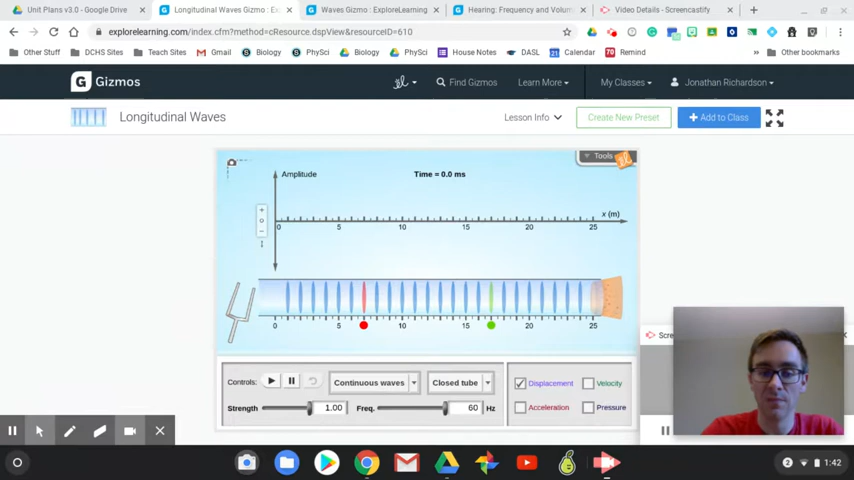 Unit Plans v3.0 - Google Drive
Longitudinal Waves Gizmo : Ex
Waves Gizmo : ExploreLearning
Hearing: Frequency and Volum
Video Details - Screencastify
explorelearning.com/index.cfm?method=cResource.dspView&resourceID=610
Other Stuff DCHS Sites Teach Sites Gmail Biology PhySci Biology PhySci House Notes DASL Calendar Remind » Other bookmarks
G Gizmos Find Gizmos Learn More My Classes Jonathan Richardson
Longitudinal Waves Lesson Info Create New Preset + Add to Class
Tools
Amplitude Time = 0.0 ms
x (m)
0 5 10 15 20 25
0 5 10 15 20 25
Controls: Continuous waves Closed tube
Strength 1.00 Freq. 60 Hz
Displacement Velocity
Acceleration Pressure
Scre
2 1:42